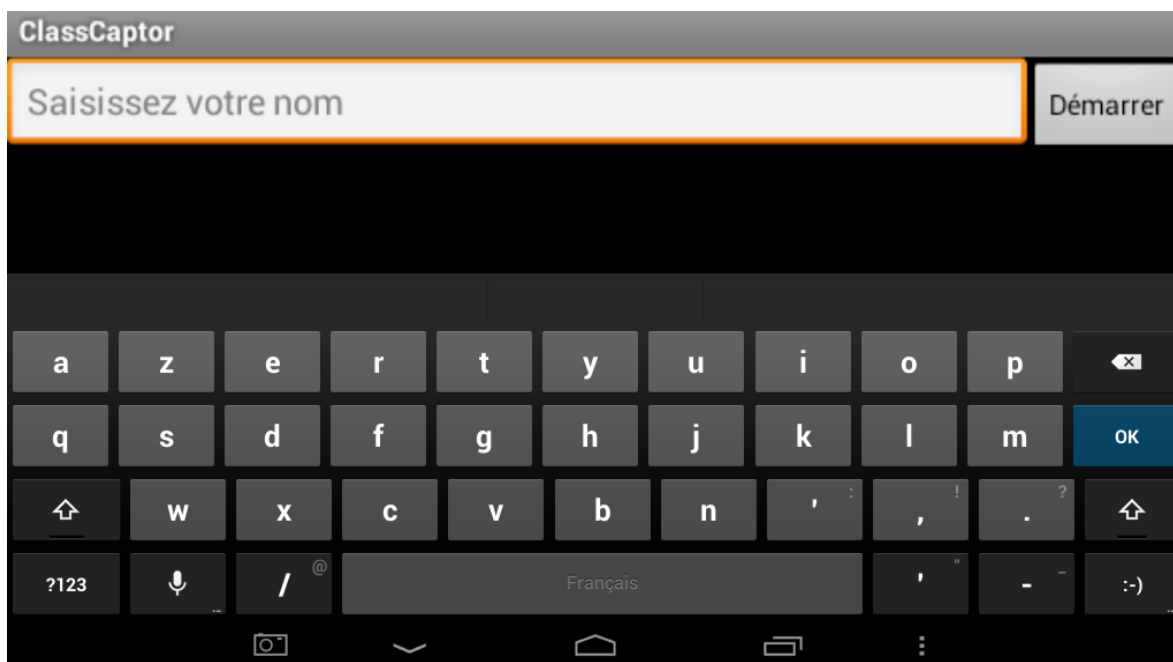 ClassCaptor
Saisissez votre nom Démarrer
a z e r t y u i o p
q s d f g h j k l m OK
w x c v b n ' : , ! . ?
?123 / @ Français ' " - _ :-)